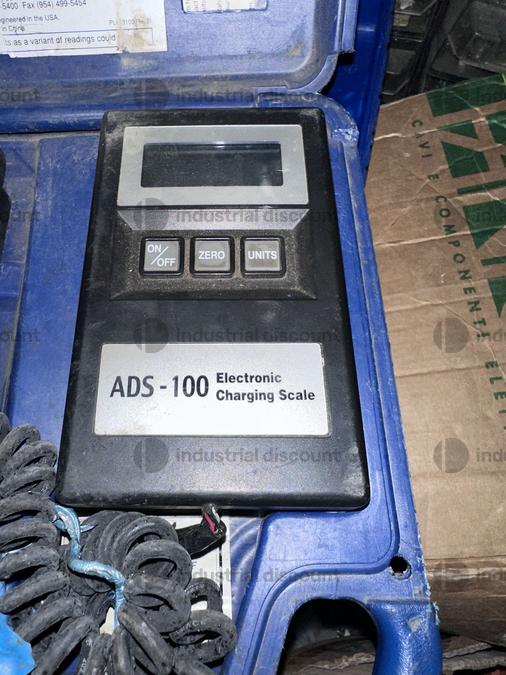 -5400 Fax (954) 499-5454
ngineered in the USA.
in China.
its as a variant of readings could
industrial discount
ON/OFF
ZERO
UNITS
ADS-100 Electronic
Charging Scale
CAVI E COMPONENTI ELET